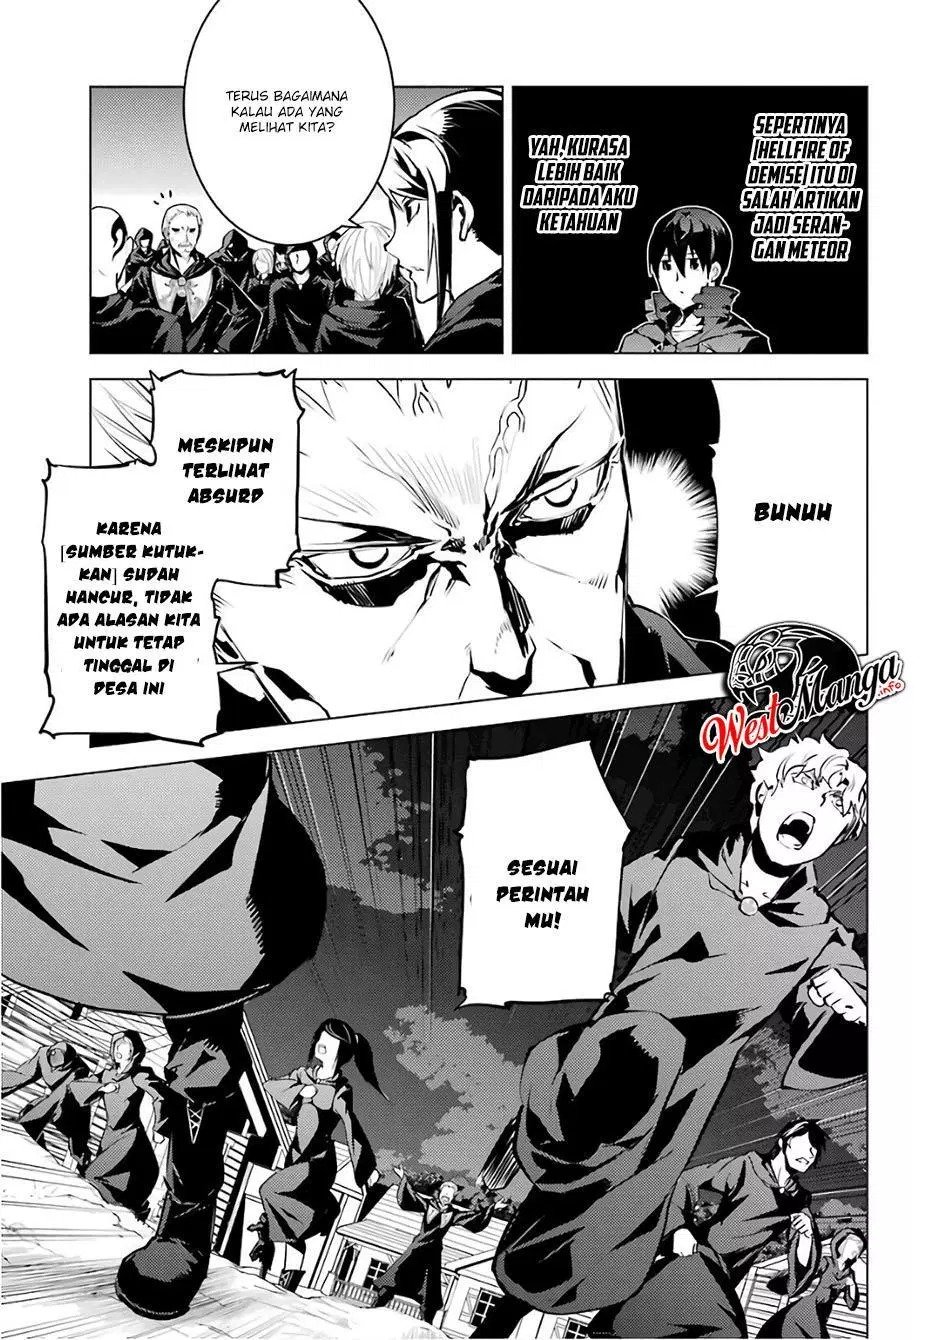 SEPERTINYA
[HELLFIRE OF
DEMISE] ITU DI
SALAH ARTIKAN
JADI SERAN-
GAN METEOR
YAH, KURASA
LEBIH BAIK
DARIPADA AKU
KETAHUAN
TERUS BAGAIMANA
KALAU ADA YANG
MELIHAT KITA?
BUNUH
MESKIPUN
TERLIHAT
ABSURD
KARENA
[SUMBER KUTUK-
KAN] SUDAH
HANCUR, TIDAK
ADA ALASAN KITA
UNTUK TETAP
TINGGAL DI
DESA INI
WestManga
.info
SESUAI
PERINTAH
MU!